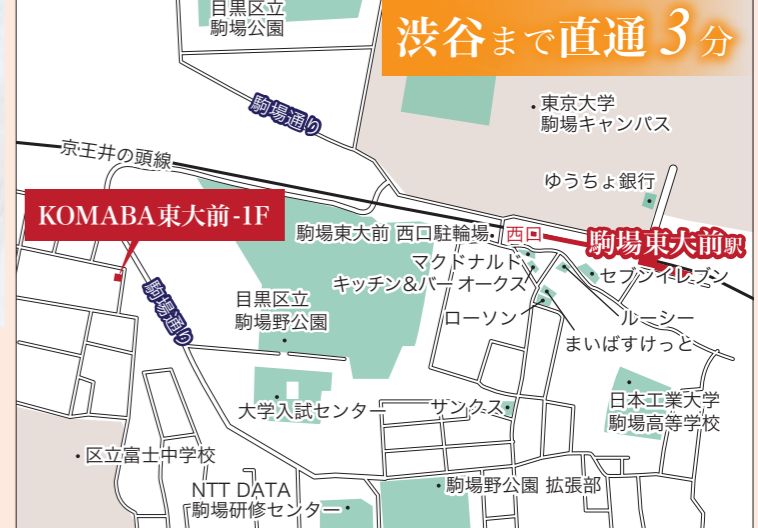 目黒区立
駒場公園
渋谷まで直通3分
駒場通り
・東京大学
駒場キャンパス
京王井の頭線
ゆうちょ銀行
KOMABA東大前-1F
駒場東大前 西口駐輪場
西口
駒場東大前駅
マクドナルド
セブンイレブン
キッチン&バー オークス
駒場通り
目黒区立
駒場野公園
ローソン
ルーシー
まいばすけっと
大学入試センター
サンクス
日本工業大学
駒場高等学校
・区立富士中学校
NTT DATA
駒場研修センター・
・駒場野公園 拡張部